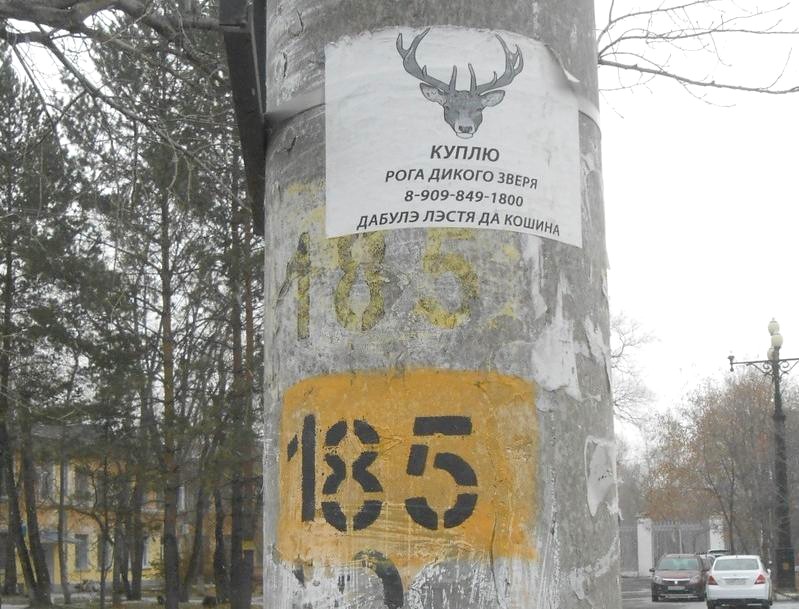 КУПЛЮ
РОГА ДИКОГО ЗВЕРЯ
8-909-849-1800
ДАБУЛЭ ЛЭСТЯ ДА КОШИНА
185
185